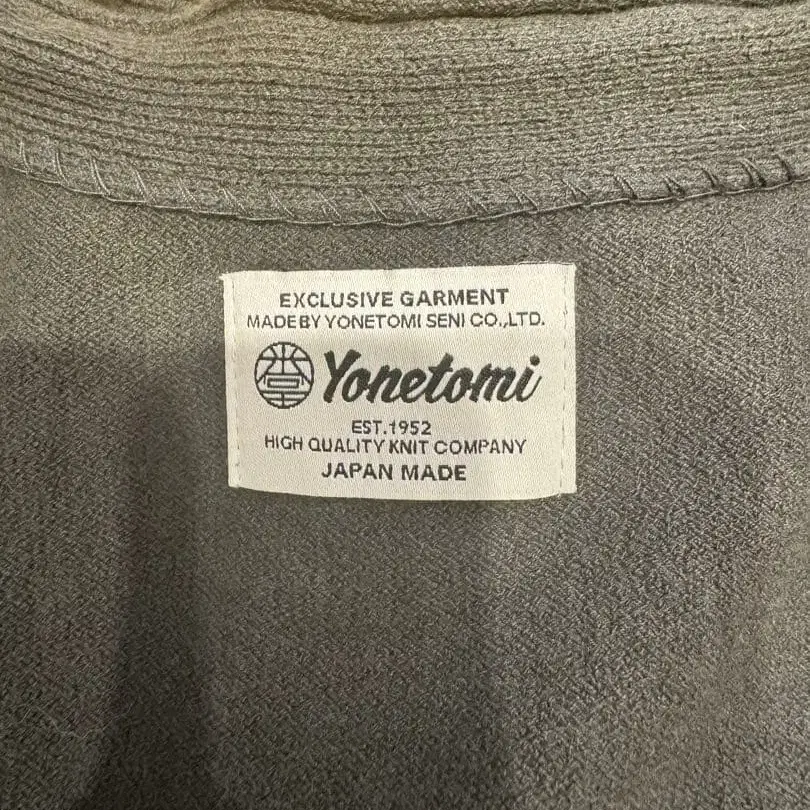 EXCLUSIVE GARMENT
MADE BY YONETOMI SENI CO.,LTD.
Yonetomi
EST.1952
HIGH QUALITY KNIT COMPANY
JAPAN MADE